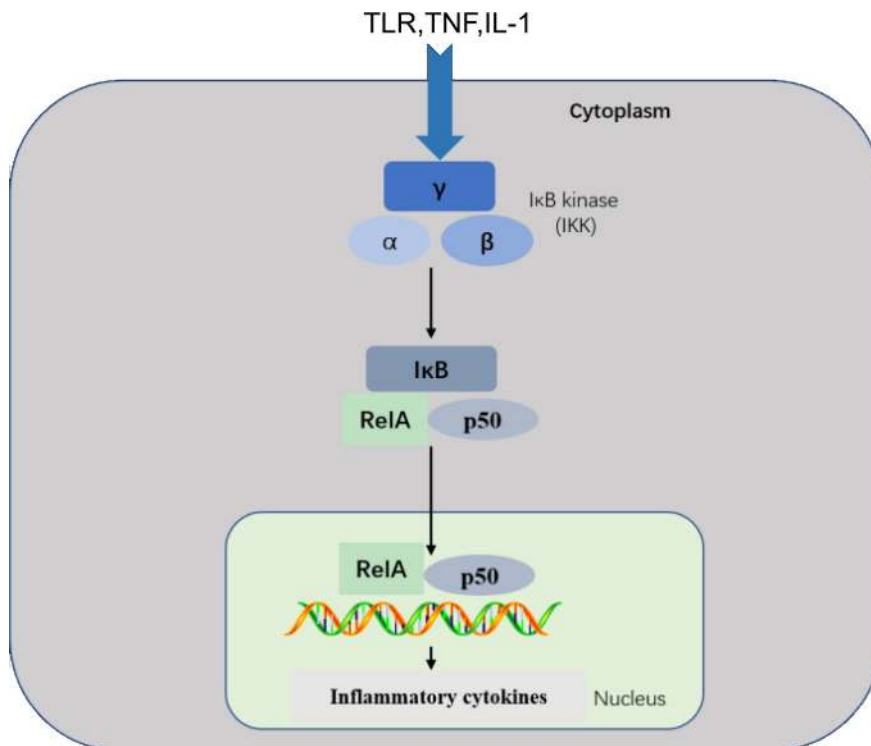 TLR,TNF,IL-1
Cytoplasm
γ
IκB kinase
(IKK)
α
β
IκB
RelA
p50
RelA
p50
Inflammatory cytokines
Nucleus